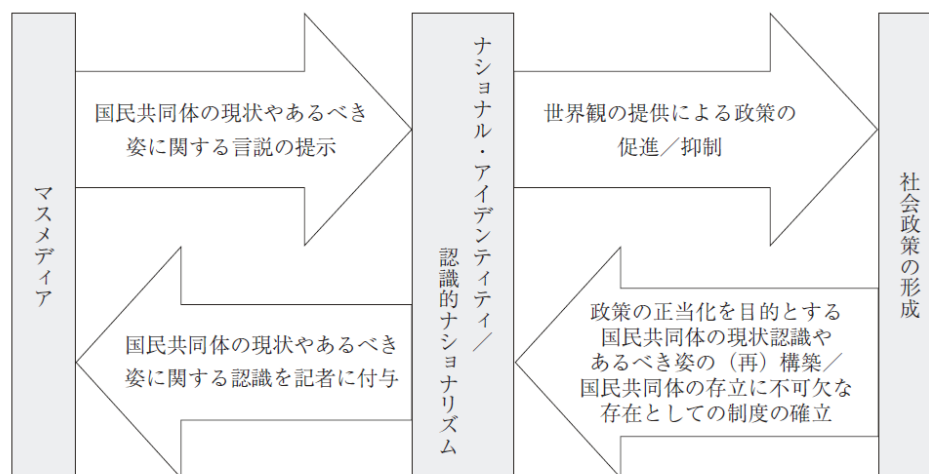 マスメディア
国民共同体の現状やあるべき
姿に関する言説の提示
国民共同体の現状やあるべき
姿に関する認識を記者に付与
ナショナル・アイデンティティ／
認識的ナショナリズム
世界観の提供による政策の
促進／抑制
政策の正当化を目的とする
国民共同体の現状認識や
あるべき姿の（再）構築／
国民共同体の存立に不可欠な
存在としての制度の確立
社会政策の形成